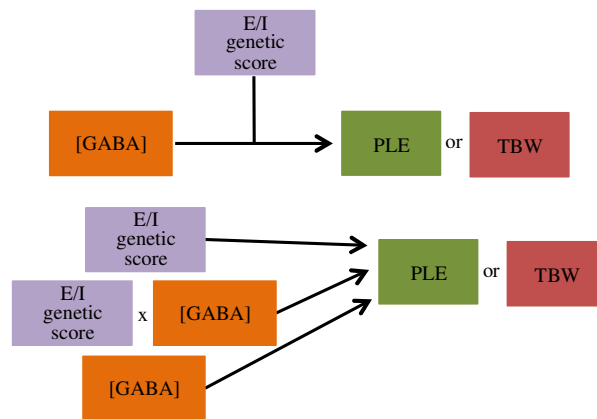 E/I
genetic
score
[GABA]
PLE
or
TBW
E/I
genetic
score
E/I
genetic
score
x
[GABA]
[GABA]
PLE
or
TBW